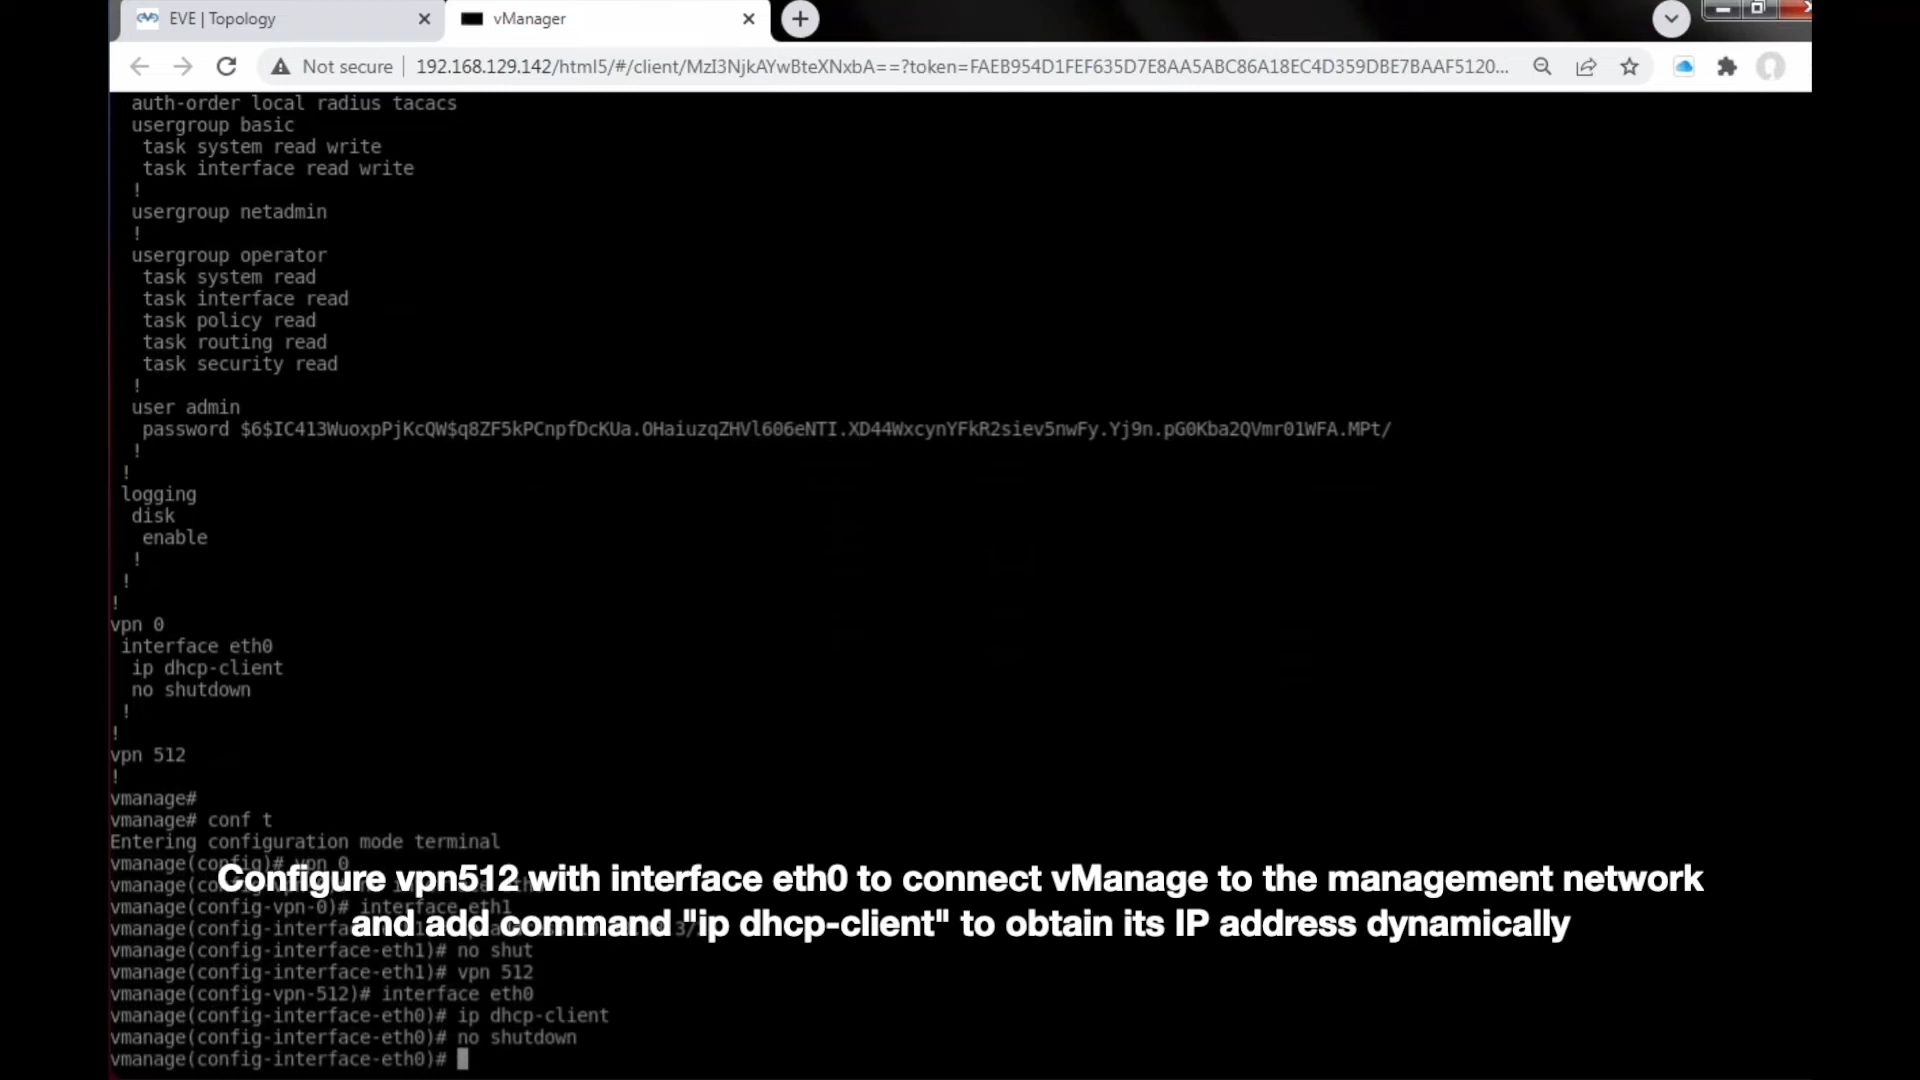 EVE | Topology
vManager
Not secure
192.168.129.142/html5/#/client/MzI3NjkAYwBteXNxbA==?token=FAEB954D1FEF635D7E8AA5ABC86A18EC4D359DBE7BAAF5120...
auth-order local radius tacacs
usergroup basic
task system read write
task interface read write
!
usergroup netadmin
!
usergroup operator
task system read
task interface read
task policy read
task routing read
task security read
!
user admin
password $6$IC413WuoxpPjKcQW$q8ZF5kPCnpfDcKUa.OHaiuzqZHVl606eNTI.XD44WxcynYFkR2siev5nwFy.Yj9n.pG0Kba2QVmr01WFA.MPt/
!
!
logging
disk
enable
!
!
!
vpn 0
interface eth0
ip dhcp-client
no shutdown
!
!
vpn 512
!
vmanage#
vmanage# conf t
Entering configuration mode terminal
vmanage(config)# vpn 0
Configure vpn512 with interface eth0 to connect vManage to the management network
vmanage(config-vpn-0)# interface eth1
and add command "ip dhcp-client" to obtain its IP address dynamically
vmanage(config-interface-eth1)# no shut
vmanage(config-interface-eth1)# vpn 512
vmanage(config-vpn-512)# interface eth0
vmanage(config-interface-eth0)# ip dhcp-client
vmanage(config-interface-eth0)# no shutdown
vmanage(config-interface-eth0)#